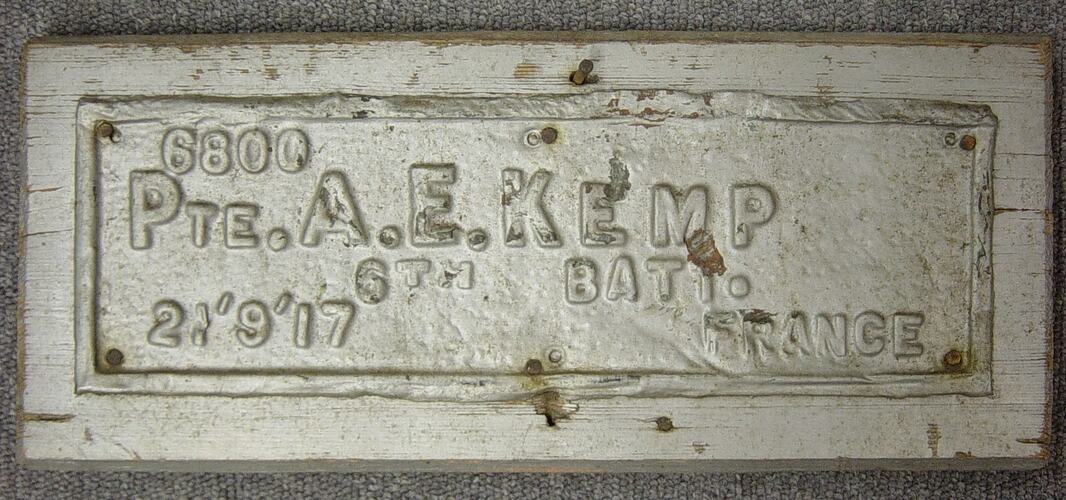 6800
PTE. A. E. KEMP
6TH BATT.
21'9'17 FRANCE